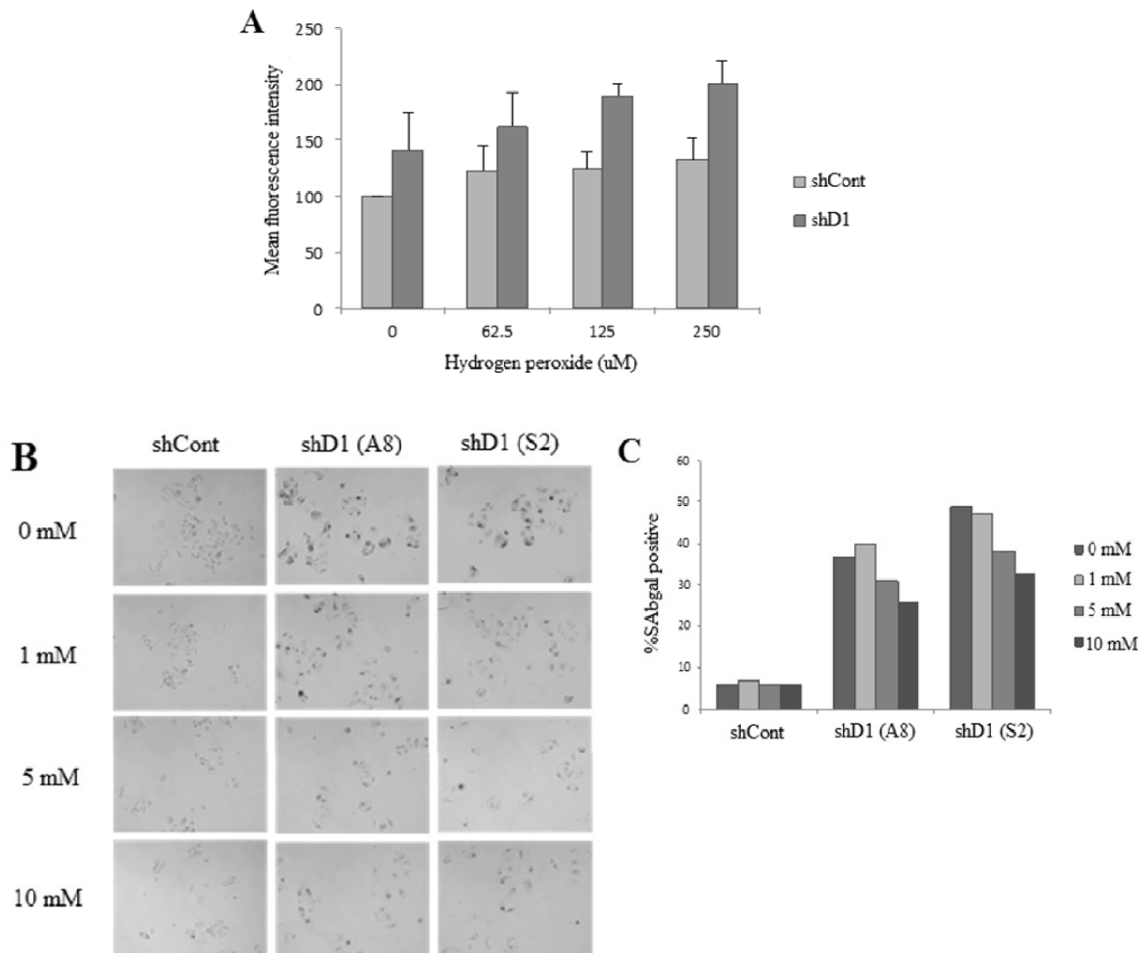 A
250
200
150
100
50
0
Mean fluorescence intensity
0 62.5 125 250
Hydrogen peroxide (uM)
shCont
shD1
B
shCont shD1 (A8) shD1 (S2)
0 mM
1 mM
5 mM
10 mM
C
60
50
40
30
20
10
0
%SAbgal positive
shCont shD1 (A8) shD1 (S2)
0 mM
1 mM
5 mM
10 mM